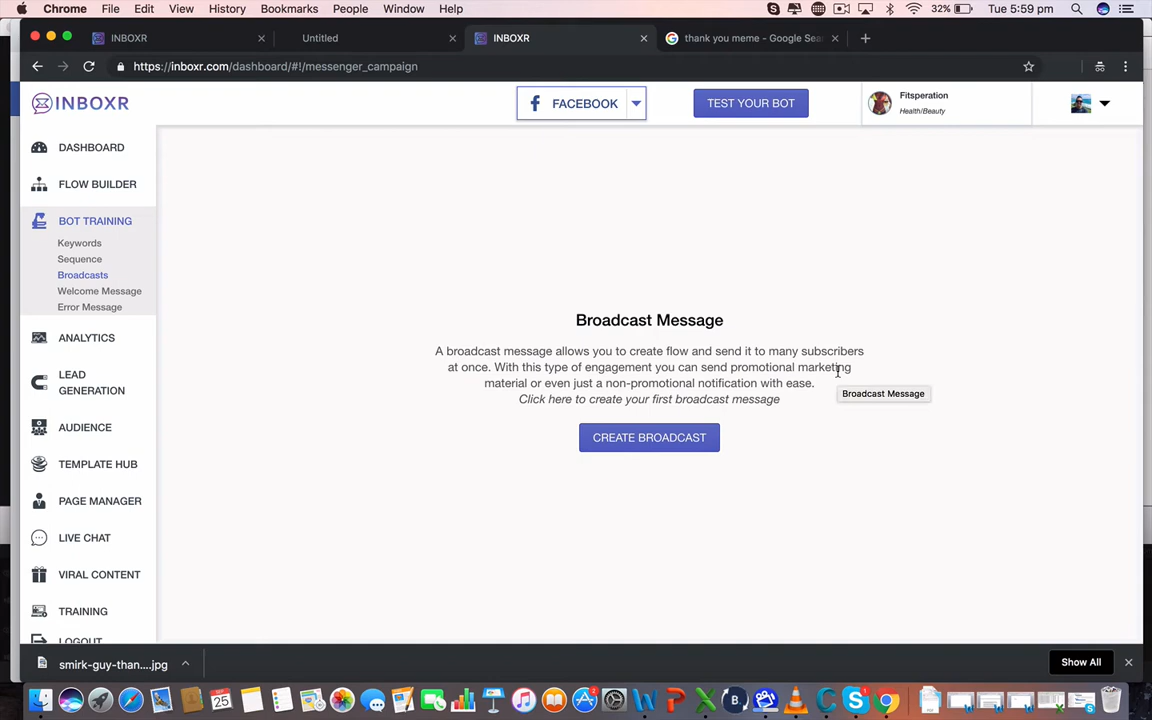 Chrome File Edit View History Bookmarks People Window Help 32% Tue 5:59 pm
INBOXR Untitled INBOXR thank you meme - Google Sea
https://inboxr.com/dashboard/#!/messenger_campaign
INBOXR
FACEBOOK
TEST YOUR BOT
Fitsperation
Health/Beauty
DASHBOARD
FLOW BUILDER
BOT TRAINING
Keywords
Sequence
Broadcasts
Welcome Message
Error Message
ANALYTICS
LEAD
GENERATION
AUDIENCE
TEMPLATE HUB
PAGE MANAGER
LIVE CHAT
VIRAL CONTENT
TRAINING
LOGOUT
Broadcast Message
A broadcast message allows you to create flow and send it to many subscribers
at once. With this type of engagement you can send promotional marketing
material or even just a non-promotional notification with ease.
Click here to create your first broadcast message
Broadcast Message
CREATE BROADCAST
smirk-guy-than....jpg
Show All